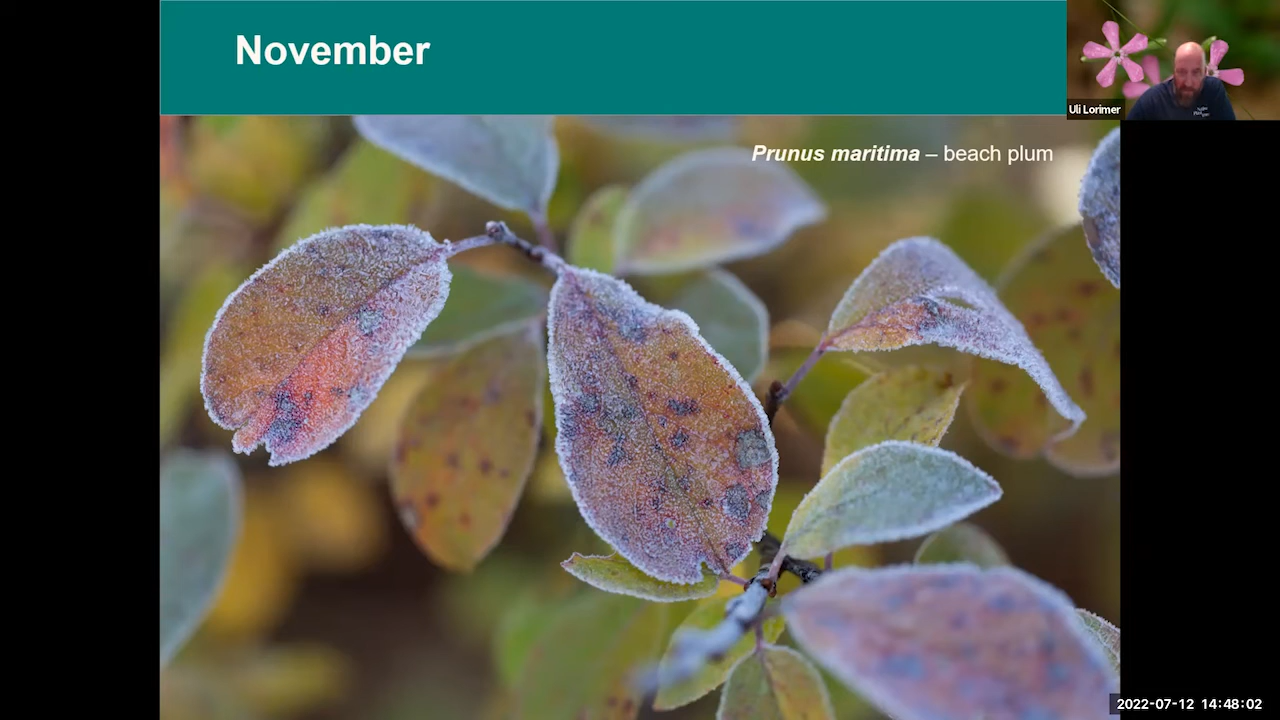 November
Uli Lorimer
Prunus maritima – beach plum
2022-07-12 14:48:02